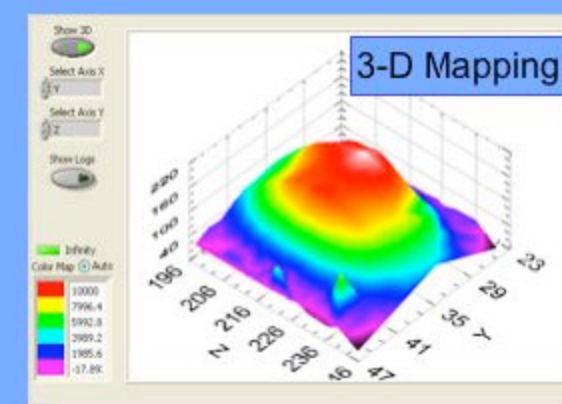 Show 3D
3-D Mapping
Select Axis X
Y
Select Axis Y
Z
Show Logs
220
160
100
40
196
206
216
226
236
46
Z
23
29
35
41
47
Y
Infinity
Color Map Auto
10000
7996.4
5992.8
3989.2
1985.6
-17.89